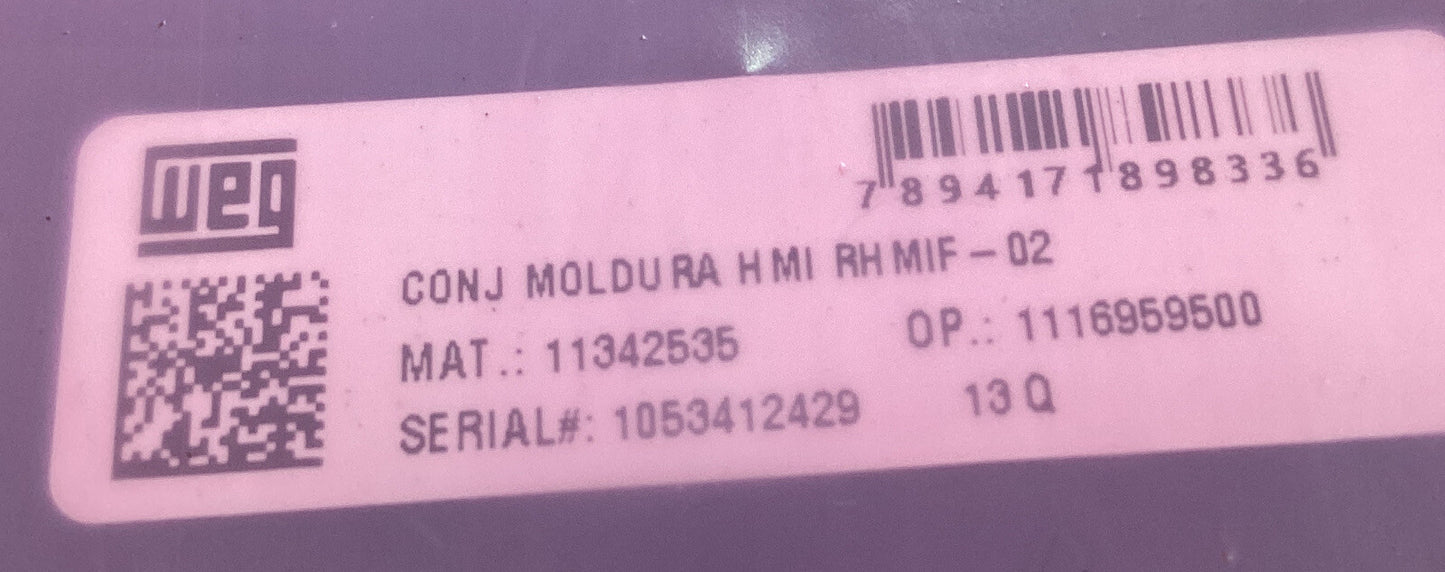 weg
7894171898336
CONJ MOLDURA HMI RHMIF-02
MAT.: 11342535 OP.: 1116959500
SERIAL#: 1053412429 13Q